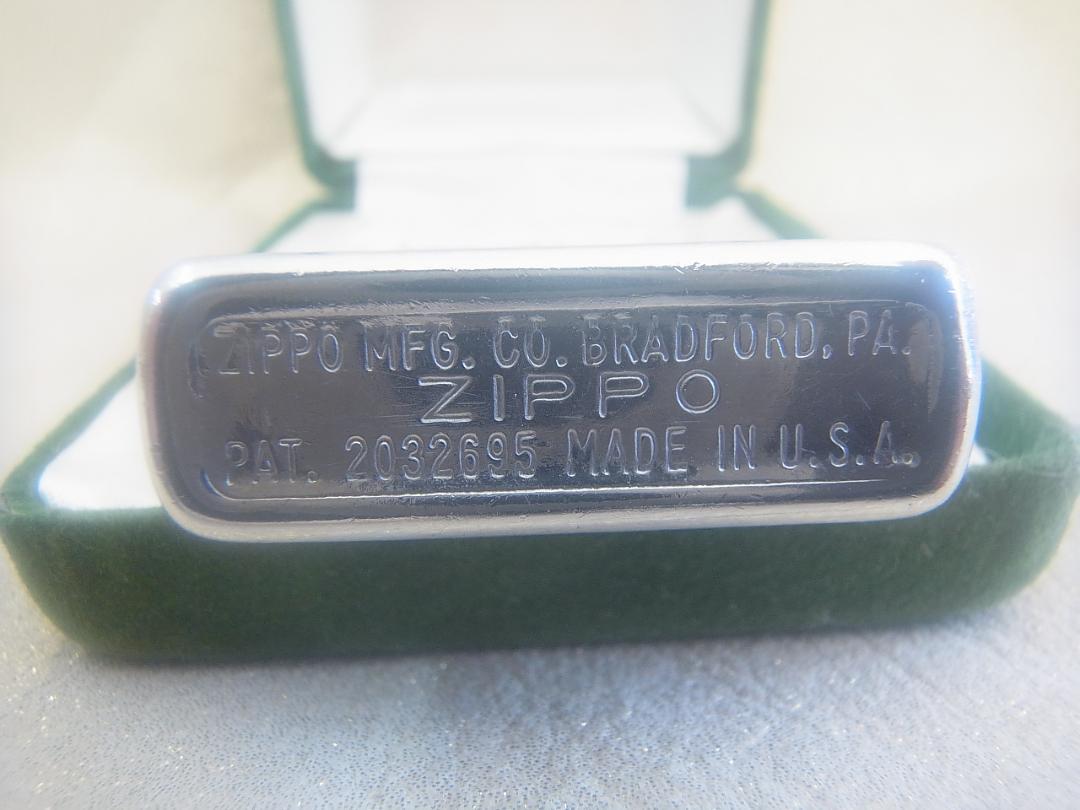 ZIPPO MFG. CO. BRADFORD, PA.
ZIPPO
PAT. 2032695 MADE IN U.S.A.